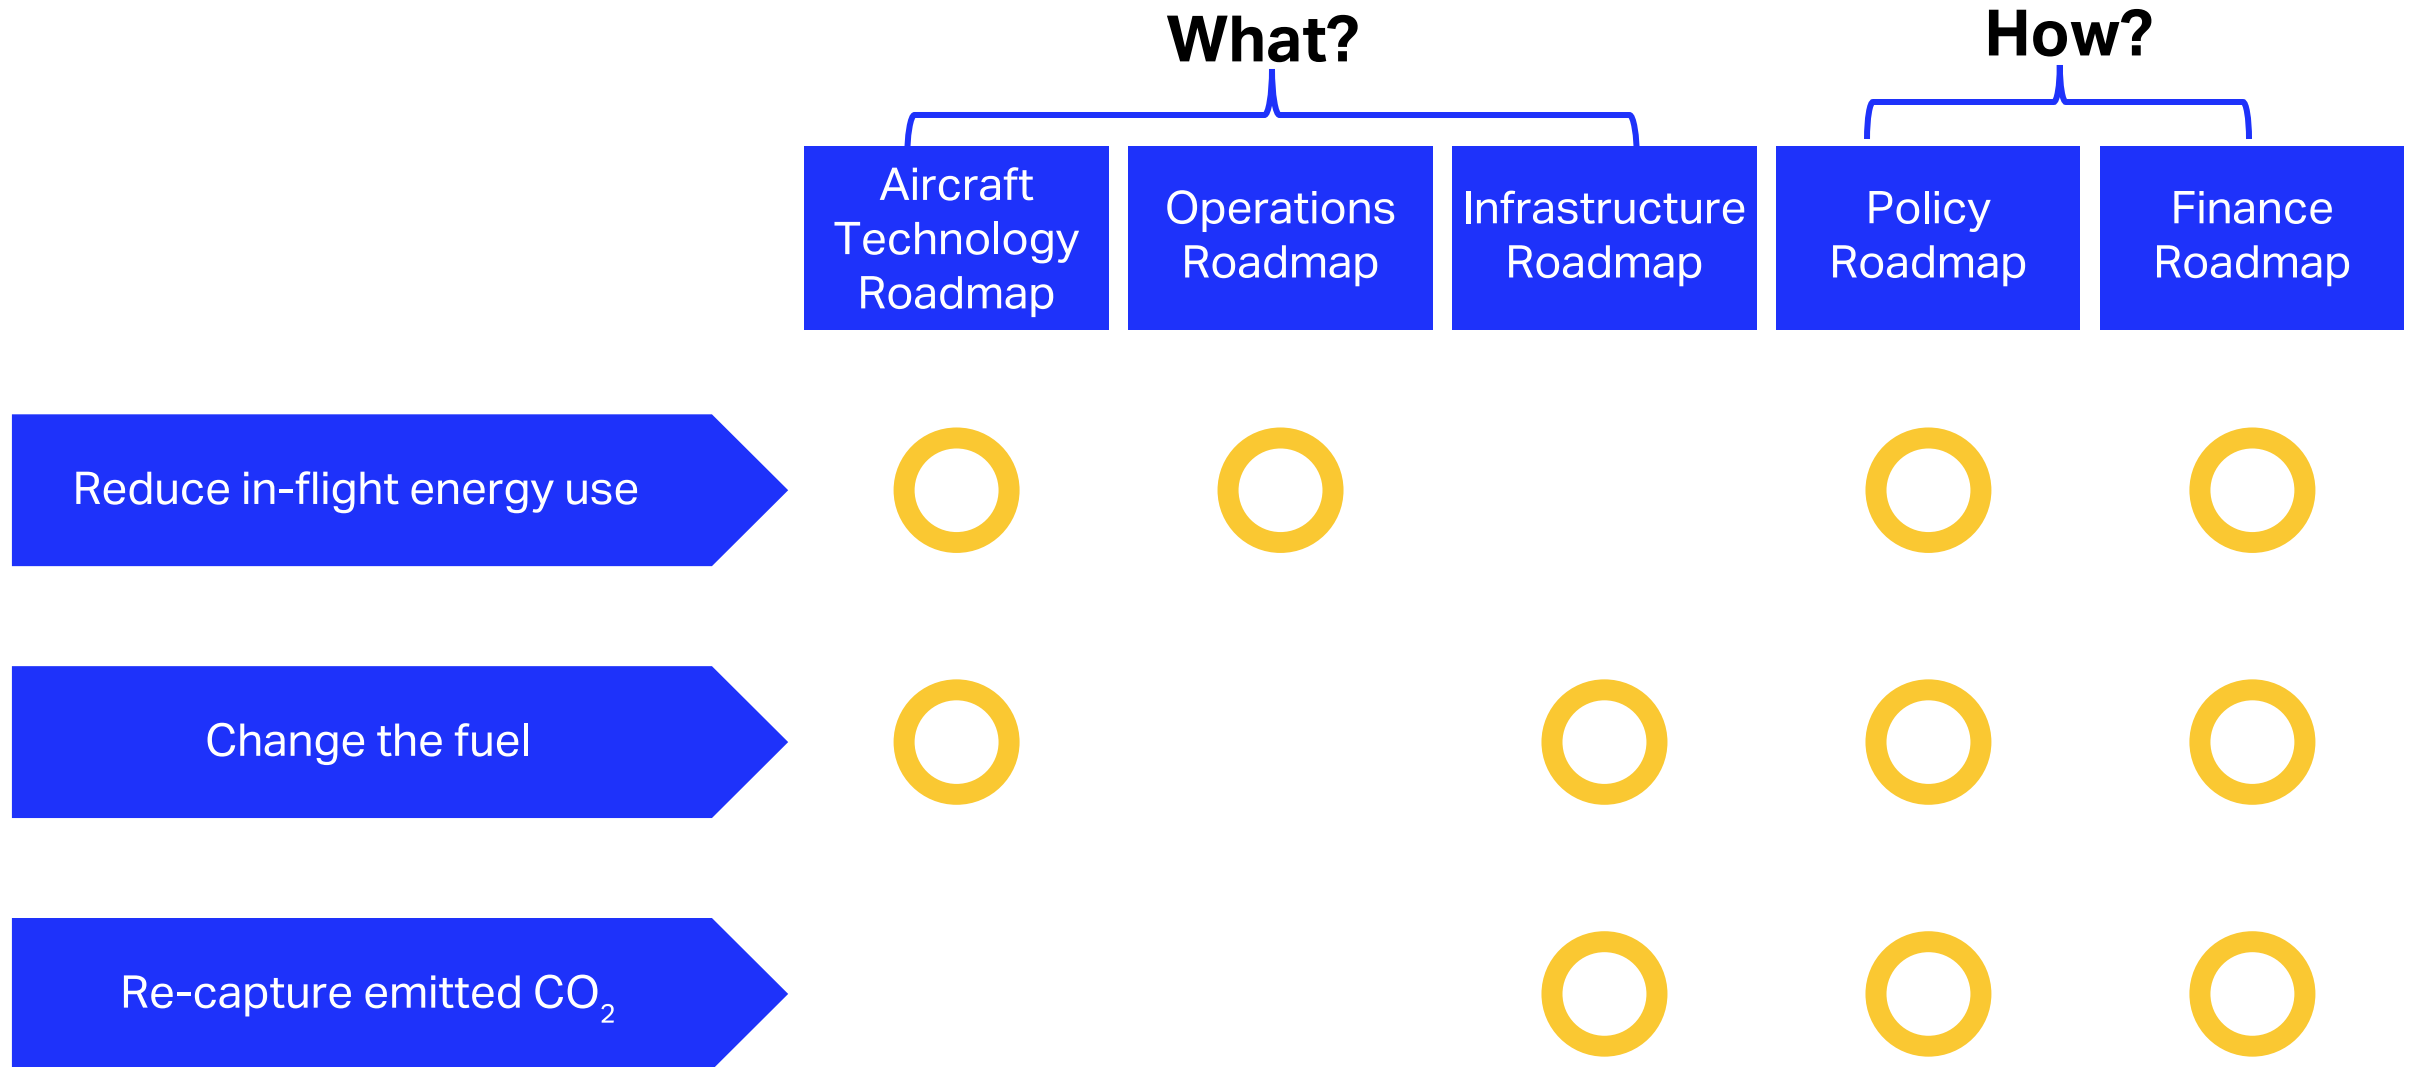 What?
How?
Aircraft
Technology
Roadmap
Operations
Roadmap
Infrastructure
Roadmap
Policy
Roadmap
Finance
Roadmap
Reduce in-flight energy use
Change the fuel
Re-capture emitted CO₂